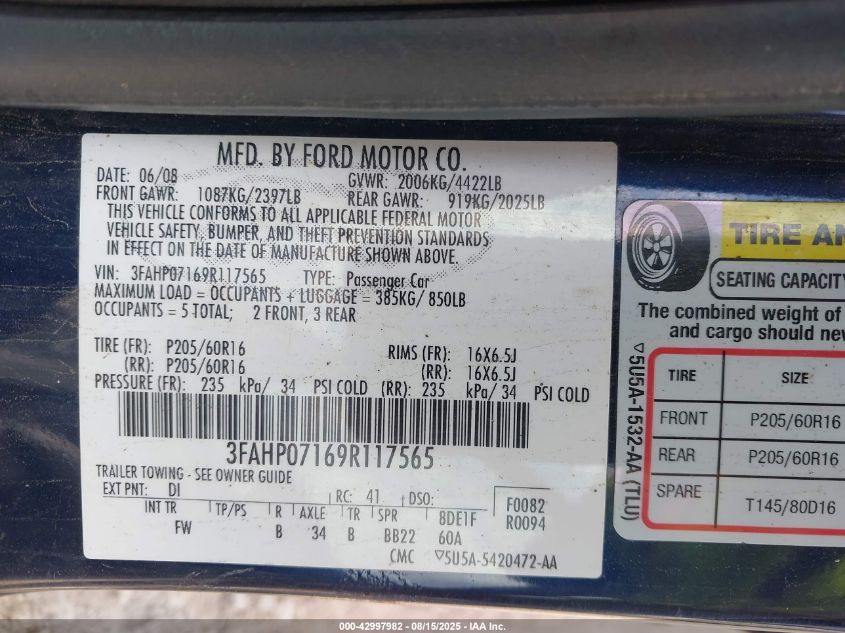 MFD. BY FORD MOTOR CO.
DATE: 06/08 GVWR: 2006KG/4422LB
FRONT GAWR: 1087KG/2397LB REAR GAWR: 919KG/2025LB
THIS VEHICLE CONFORMS TO ALL APPLICABLE FEDERAL MOTOR
VEHICLE SAFETY, BUMPER, AND THEFT PREVENTION STANDARDS
IN EFFECT ON THE DATE OF MANUFACTURE SHOWN ABOVE.
VIN: 3FAHP07169R117565 TYPE: Passenger Car
MAXIMUM LOAD = OCCUPANTS + LUGGAGE = 385KG/ 850LB
OCCUPANTS = 5 TOTAL; 2 FRONT, 3 REAR
TIRE (FR): P205/60R16 RIMS (FR): 16X6.5J
(RR): P205/60R16 (RR): 16X6.5J
PRESSURE (FR): 235 kPa/ 34 PSI COLD (RR): 235 kPa/ 34 PSI COLD
3FAHP07169R117565
TRAILER TOWING - SEE OWNER GUIDE
EXT PNT: DI RC: 41 DSO: F0082
INT TR TP/PS R AXLE TR SPR 8DE1F R0094
FW B 34 B BB22 60A
CMC ▽5U5A-5420472-AA
TIRE AN
SEATING CAPACITY
The combined weight of
and cargo should nev
▽5U5A-1532-AA (TLU)
TIRE SIZE
FRONT P205/60R16
REAR P205/60R16
SPARE T145/80D16
000-42997982 — 08/15/2025 — IAA Inc.